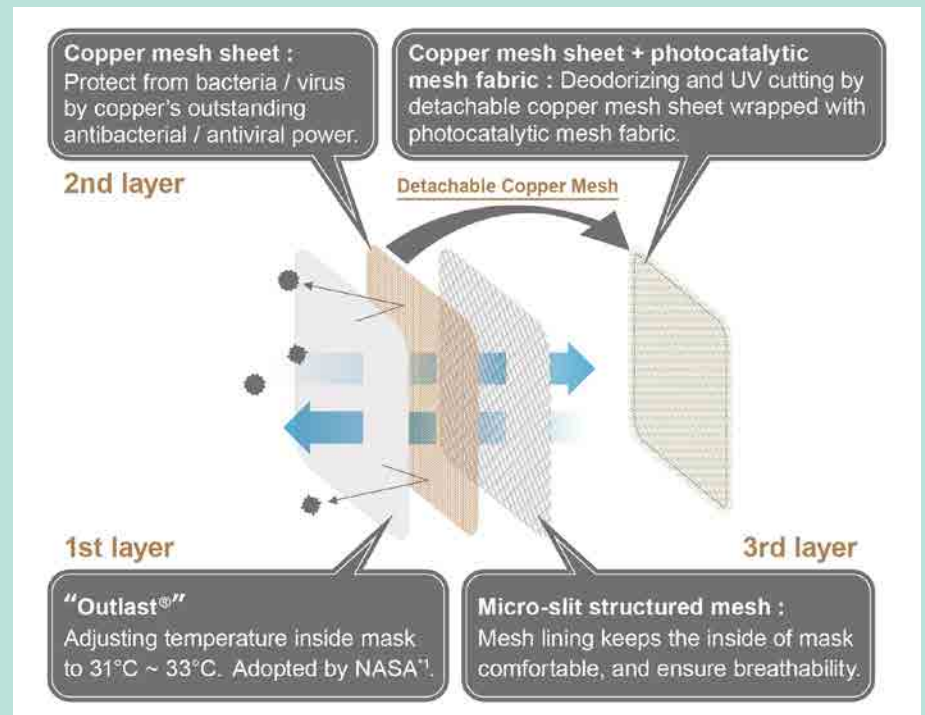 Copper mesh sheet :
Protect from bacteria / virus
by copper's outstanding
antibacterial / antiviral power.
Copper mesh sheet + photocatalytic
mesh fabric : Deodorizing and UV cutting by
detachable copper mesh sheet wrapped with
photocatalytic mesh fabric.
2nd layer
Detachable Copper Mesh
1st layer
3rd layer
"Outlast®"
Adjusting temperature inside mask
to 31°C ~ 33°C. Adopted by NASA*1.
Micro-slit structured mesh :
Mesh lining keeps the inside of mask
comfortable, and ensure breathability.